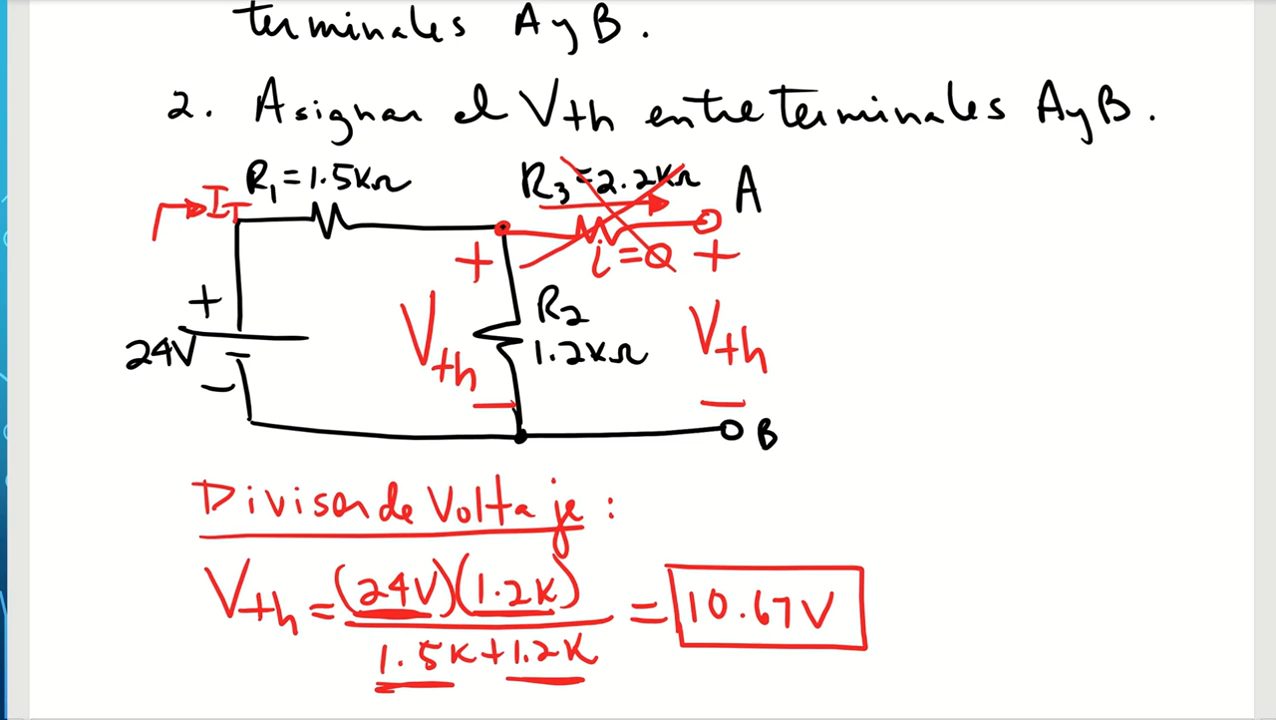 terminales A y B.
2. Asignar el Vth entre terminales A y B.
R1=1.5KΩ R3=2.2KΩ A
IT
+ i=0 +
+ R2
24V Vth 1.2KΩ Vth
− − −
B
Divisor de Voltaje:
Vth = (24V)(1.2K) / 1.5K+1.2K = 10.67V